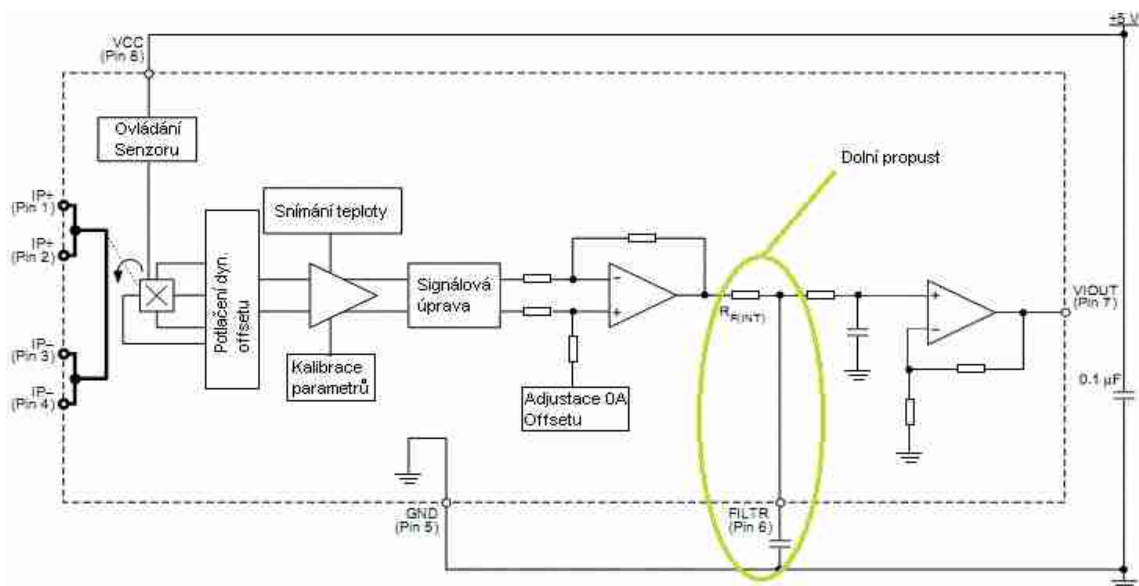 +5 V
VCC
(Pin 8)
Ovládání
Senzoru
Dolní propust
IP+
(Pin 1)
IP+
(Pin 2)
IP−
(Pin 3)
IP−
(Pin 4)
Potlačení dyn.
offsetu
Snímání teploty
Kalibrace
parametrů
Signálová
úprava
Adjustace 0A
Offsetu
RF(INT)
VIOUT
(Pin 7)
0.1 µF
GND
(Pin 5)
FILTR
(Pin 6)